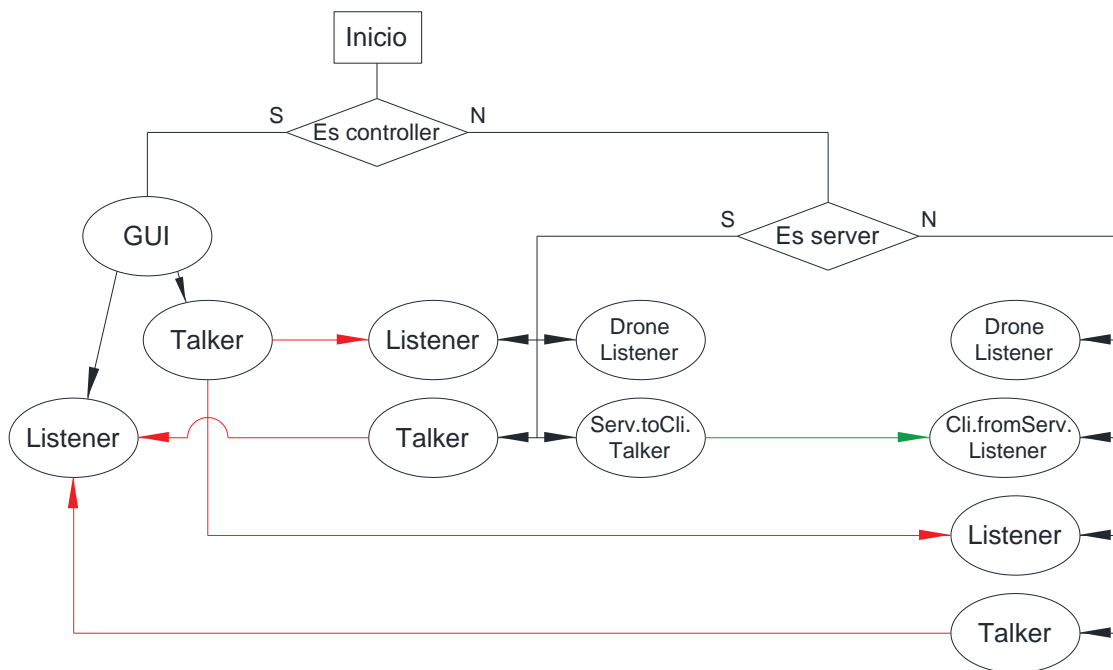 Inicio
S
Es controller
N
GUI
S
Es server
N
Talker
Listener
Drone
Listener
Drone
Listener
Listener
Talker
Serv.toCli.
Talker
Cli.fromServ.
Listener
Listener
Talker